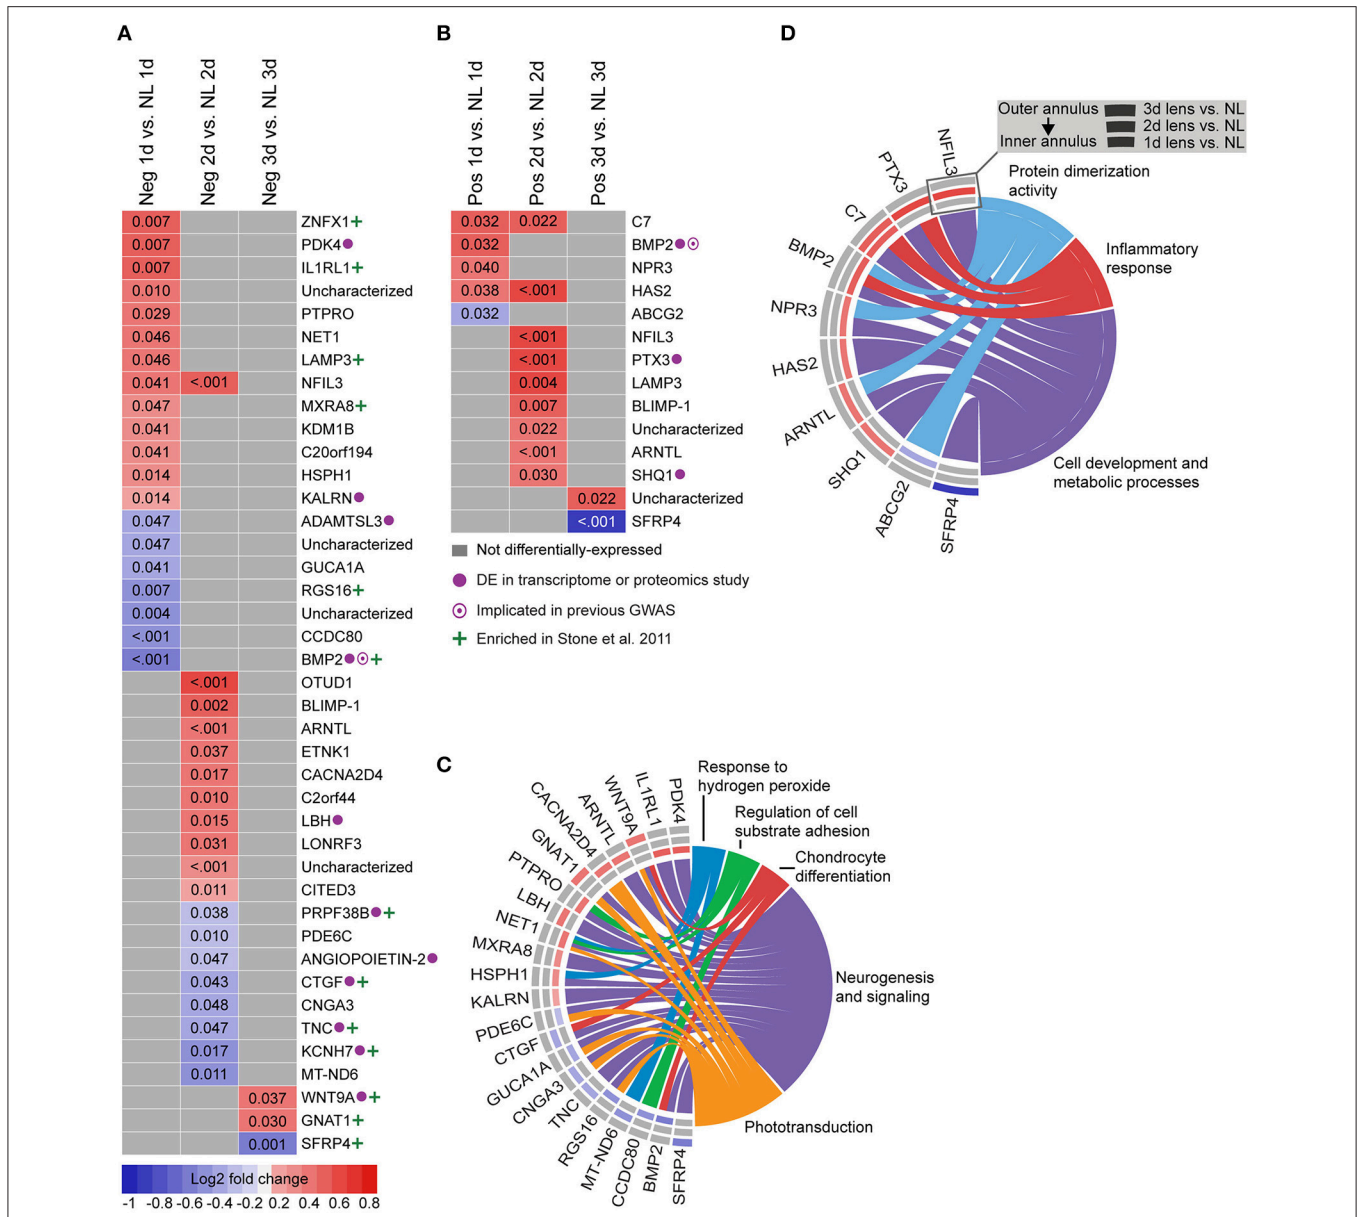 A
Neg 1d vs. NL 1d
Neg 2d vs. NL 2d
Neg 3d vs. NL 3d
0.007 ZNFX1+
0.007 PDK4
0.007 IL1RL1+
0.010 Uncharacterized
0.029 PTPRO
0.046 NET1
0.046 LAMP3+
0.041 <.001 NFIL3
0.047 MXRA8+
0.041 KDM1B
0.041 C20orf194
0.014 HSPH1
0.014 KALRN
0.047 ADAMTSL3
0.047 Uncharacterized
0.041 GUCA1A
0.007 RGS16+
0.004 Uncharacterized
<.001 CCDC80
<.001 BMP2+
<.001 OTUD1
0.002 BLIMP-1
<.001 ARNTL
0.037 ETNK1
0.017 CACNA2D4
0.010 C2orf44
0.015 LBH
0.031 LONRF3
<.001 Uncharacterized
0.011 CITED3
0.038 PRPF38B+
0.010 PDE6C
0.047 ANGIOPOIETIN-2
0.043 CTGF+
0.048 CNGA3
0.047 TNC+
0.017 KCNH7+
0.011 MT-ND6
0.037 WNT9A+
0.030 GNAT1+
0.001 SFRP4+
Log2 fold change
-1 -0.8 -0.6 -0.4 -0.2 0.2 0.4 0.6 0.8
B
Pos 1d vs. NL 1d
Pos 2d vs. NL 2d
Pos 3d vs. NL 3d
0.032 0.022 C7
0.032 BMP2
0.040 NPR3
0.038 <.001 HAS2
0.032 ABCG2
<.001 NFIL3
<.001 PTX3
0.004 LAMP3
0.007 BLIMP-1
0.022 Uncharacterized
<.001 ARNTL
0.030 SHQ1
0.022 Uncharacterized
<.001 SFRP4
Not differentially-expressed
DE in transcriptome or proteomics study
Implicated in previous GWAS
+ Enriched in Stone et al. 2011
D
Outer annulus
Inner annulus
3d lens vs. NL
2d lens vs. NL
1d lens vs. NL
NFIL3
PTX3
C7
BMP2
NPR3
HAS2
ARNTL
SHQ1
ABCG2
SFRP4
Protein dimerization
activity
Inflammatory
response
Cell development and
metabolic processes
C
PDK4
IL1RL1
WNT9A
ARNTL
CACNA2D4
GNAT1
PTPRO
LBH
NET1
MXRA8
HSPH1
KALRN
PDE6C
CTGF
GUCA1A
CNGA3
TNC
RGS16
MT-ND6
CCDC80
BMP2
SFRP4
Response to
hydrogen peroxide
Regulation of cell
substrate adhesion
Chondrocyte
differentiation
Neurogenesis
and signaling
Phototransduction